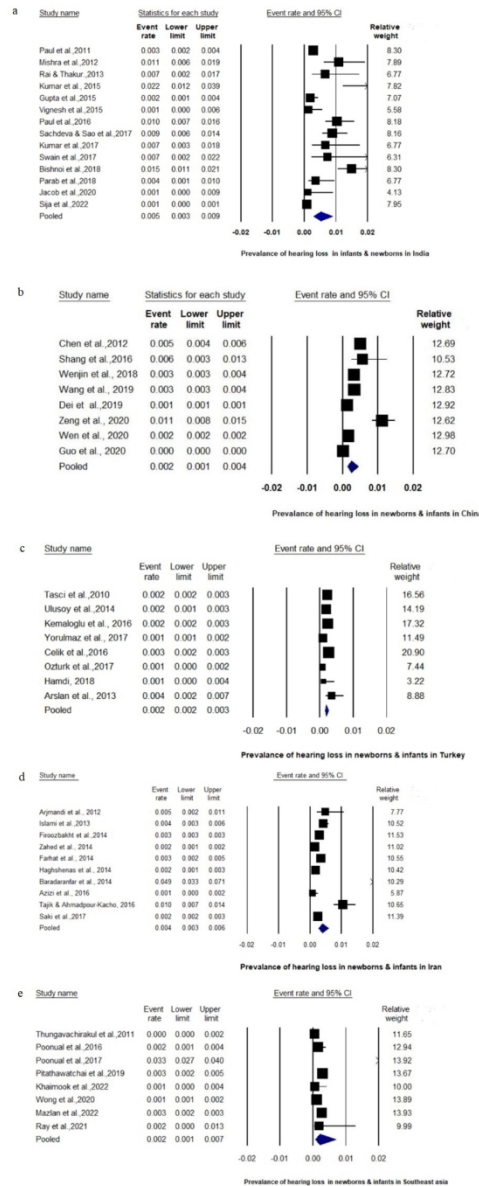 a
Study name Statistics for each study Event rate and 95% CI
Event rate Lower limit Upper limit Relative weight
Paul et al.,2011 0.003 0.002 0.004 8.30
Mishra et al.,2012 0.011 0.006 0.019 7.89
Rai & Thakur.,2013 0.007 0.002 0.017 6.77
Kumar et al., 2015 0.022 0.012 0.039 7.82
Gupta et al.,2015 0.002 0.001 0.004 7.07
Vignesh et al.,2015 0.001 0.000 0.006 5.58
Paul et al.,2016 0.010 0.007 0.016 8.18
Sachdeva & Sao et al.,2017 0.009 0.006 0.014 8.16
Kumar et al.,2017 0.007 0.003 0.018 6.77
Swain et al.,2017 0.007 0.002 0.022 6.31
Bishnoi et al.,2018 0.015 0.011 0.021 8.30
Parab et al.,2018 0.004 0.001 0.010 6.77
Jacob et al.,2020 0.001 0.000 0.009 4.13
Sija et al.,2022 0.001 0.000 0.001 7.95
Pooled 0.005 0.003 0.009
-0.02 -0.01 0.00 0.01 0.02
Prevalance of hearing loss in infants & newborns in India
b
Study name Statistics for each study Event rate and 95% CI
Event rate Lower limit Upper limit Relative weight
Chen et al.,2012 0.005 0.004 0.006 12.69
Shang et al.,2016 0.006 0.003 0.013 10.53
Wenjin et al., 2018 0.003 0.003 0.004 12.72
Wang et al., 2019 0.003 0.003 0.004 12.83
Dei et al.,2019 0.001 0.001 0.001 12.92
Zeng et al., 2020 0.011 0.008 0.015 12.62
Wen et al., 2020 0.002 0.002 0.002 12.98
Guo et al., 2020 0.000 0.000 0.000 12.70
Pooled 0.002 0.001 0.004
-0.02 -0.01 0.00 0.01 0.02
Prevalance of hearing loss in newborns & infants in China
c
Study name Event rate and 95% CI
Event rate Lower limit Upper limit Relative weight
Tasci et al.,2010 0.002 0.002 0.003 16.56
Ulusoy et al.,2014 0.002 0.001 0.003 14.19
Kemaloglu et al.,2016 0.002 0.002 0.003 17.32
Yorulmaz et al.,2017 0.001 0.001 0.002 11.49
Celik et al.,2016 0.003 0.002 0.003 20.90
Ozturk et al.,2017 0.001 0.000 0.002 7.44
Hamdi, 2018 0.001 0.000 0.004 3.22
Arslan et al., 2013 0.004 0.002 0.007 8.88
Pooled 0.002 0.002 0.003
-0.02 -0.01 0.00 0.01 0.02
Prevalance of hearing loss in newborns & infants in Turkey
d
Study name Event rate and 95% CI
Event rate Lower limit Upper limit Relative weight
Arjmandi et al., 2012 0.005 0.002 0.011 7.77
Islami et al.,2013 0.004 0.003 0.006 10.52
Firoozbakht et al.,2014 0.003 0.003 0.003 11.53
Zahed et al., 2014 0.002 0.001 0.002 11.02
Farhat et al., 2014 0.003 0.002 0.005 10.55
Haghshenas et al., 2014 0.002 0.001 0.002 10.42
Baradaranfar et al., 2014 0.049 0.033 0.071 10.29
Azizi et al., 2016 0.001 0.000 0.002 5.87
Tajik & Ahmadpour-Kacho, 2016 0.010 0.007 0.014 10.65
Saki et al.,2017 0.002 0.002 0.003 11.39
Pooled 0.004 0.003 0.006
-0.02 -0.01 0.00 0.01 0.02
Prevalance of hearing loss in newborns & infants in Iran
e
Study name Event rate and 95% CI
Event rate Lower limit Upper limit Relative weight
Thungavachirakul et al.,2011 0.000 0.000 0.002 11.65
Poonual et al.,2016 0.002 0.001 0.004 12.94
Poonual et al.,2017 0.033 0.027 0.040 13.92
Pitathawatchai et al.,2019 0.003 0.002 0.005 13.67
Khaimook et al.,2022 0.001 0.000 0.004 10.00
Wong et al.,2020 0.001 0.001 0.002 13.89
Mazlan et al.,2022 0.003 0.002 0.003 13.93
Ray et al.,2021 0.002 0.000 0.013 9.99
Pooled 0.002 0.001 0.007
-0.02 -0.01 0.00 0.01 0.02
Prevalance of hearing loss in newborns & infants in Southeast asia